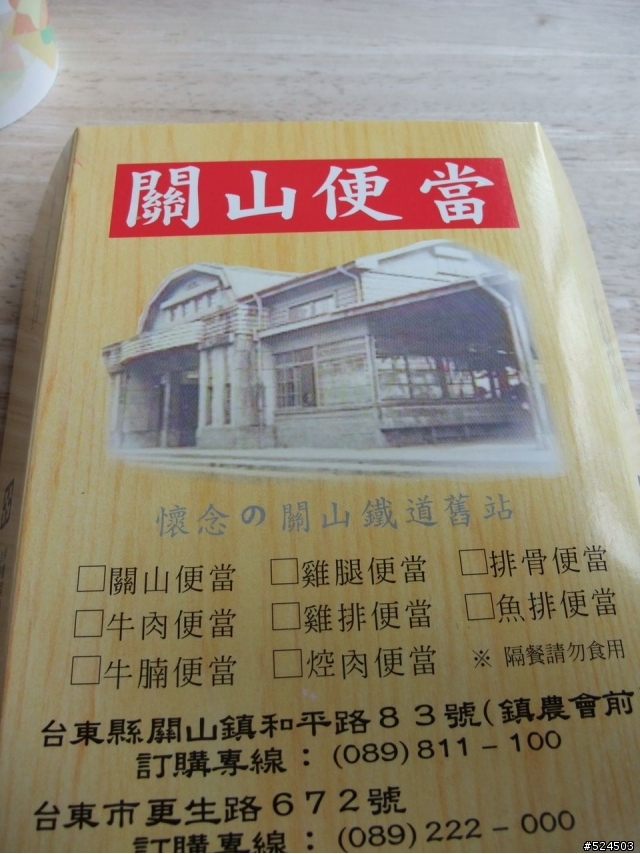 關山便當
懷念の關山鐵道舊站
□關山便當 □雞腿便當 □排骨便當
□牛肉便當 □雞排便當 □魚排便當
□牛腩便當 □焢肉便當 ※ 隔餐請勿食用
台東縣關山鎮和平路83號(鎮農會前
訂購專線：(089)811-100
台東市更生路672號
訂購專線：(089)222-000
#524503